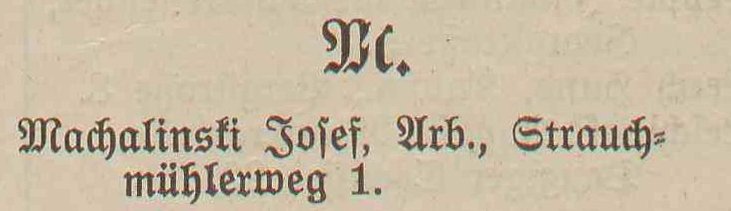 M.
Machalinski Josef, Arb., Strauch-
mühlerweg 1.